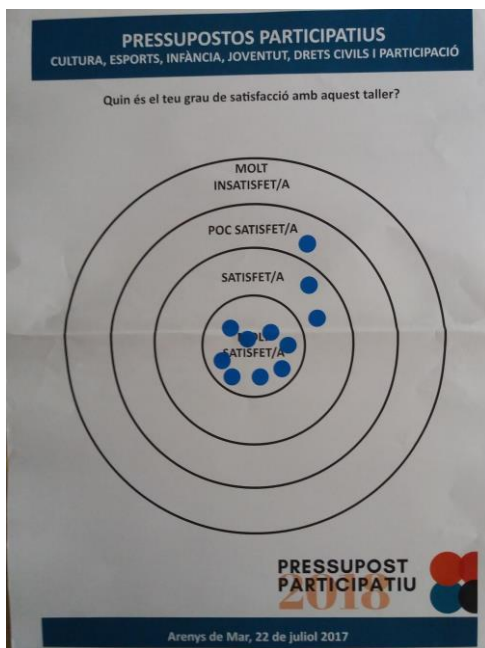 PRESSUPOSTOS PARTICIPATIUS
CULTURA, ESPORTS, INFÀNCIA, JOVENTUT, DRETS CIVILS I PARTICIPACIÓ
Quin és el teu grau de satisfacció amb aquest taller?
MOLT
INSATISFET/A
POC SATISFET/A
SATISFET/A
MOLT
SATISFET/A
PRESSUPOST
PARTICIPATIU
2018
Arenys de Mar, 22 de juliol 2017